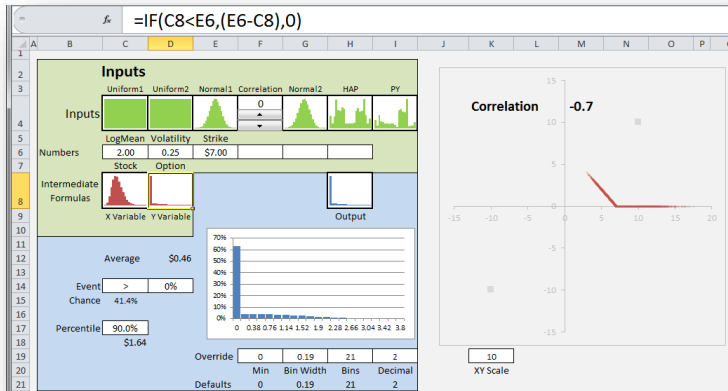 fx =IF(C8<E6,(E6-C8),0)
A B C D E F G H I J K L M N O P
1
2 Inputs
3 Uniform1 Uniform2 Normal1 Correlation Normal2 HAP PY
4 Inputs 0
5 LogMean Volatility Strike
6 Numbers 2.00 0.25 $7.00
7 Stock Option
8 Intermediate Formulas
9 X Variable Y Variable Output
10
11
12 Average $0.46
13
14 Event > 0%
15 Chance 41.4%
16
17 Percentile 90.0%
18 $1.64
19 Override 0 0.19 21 2 10
20 Min Bin Width Bins Decimal XY Scale
21 Defaults 0 0.19 21 2
70%
60%
50%
40%
30%
20%
10%
0%
0 0.38 0.76 1.14 1.52 1.9 2.28 2.66 3.04 3.42 3.8
Correlation -0.7
15
10
5
0
-15 -10 -5 0 5 10 15 20
-5
-10
-15